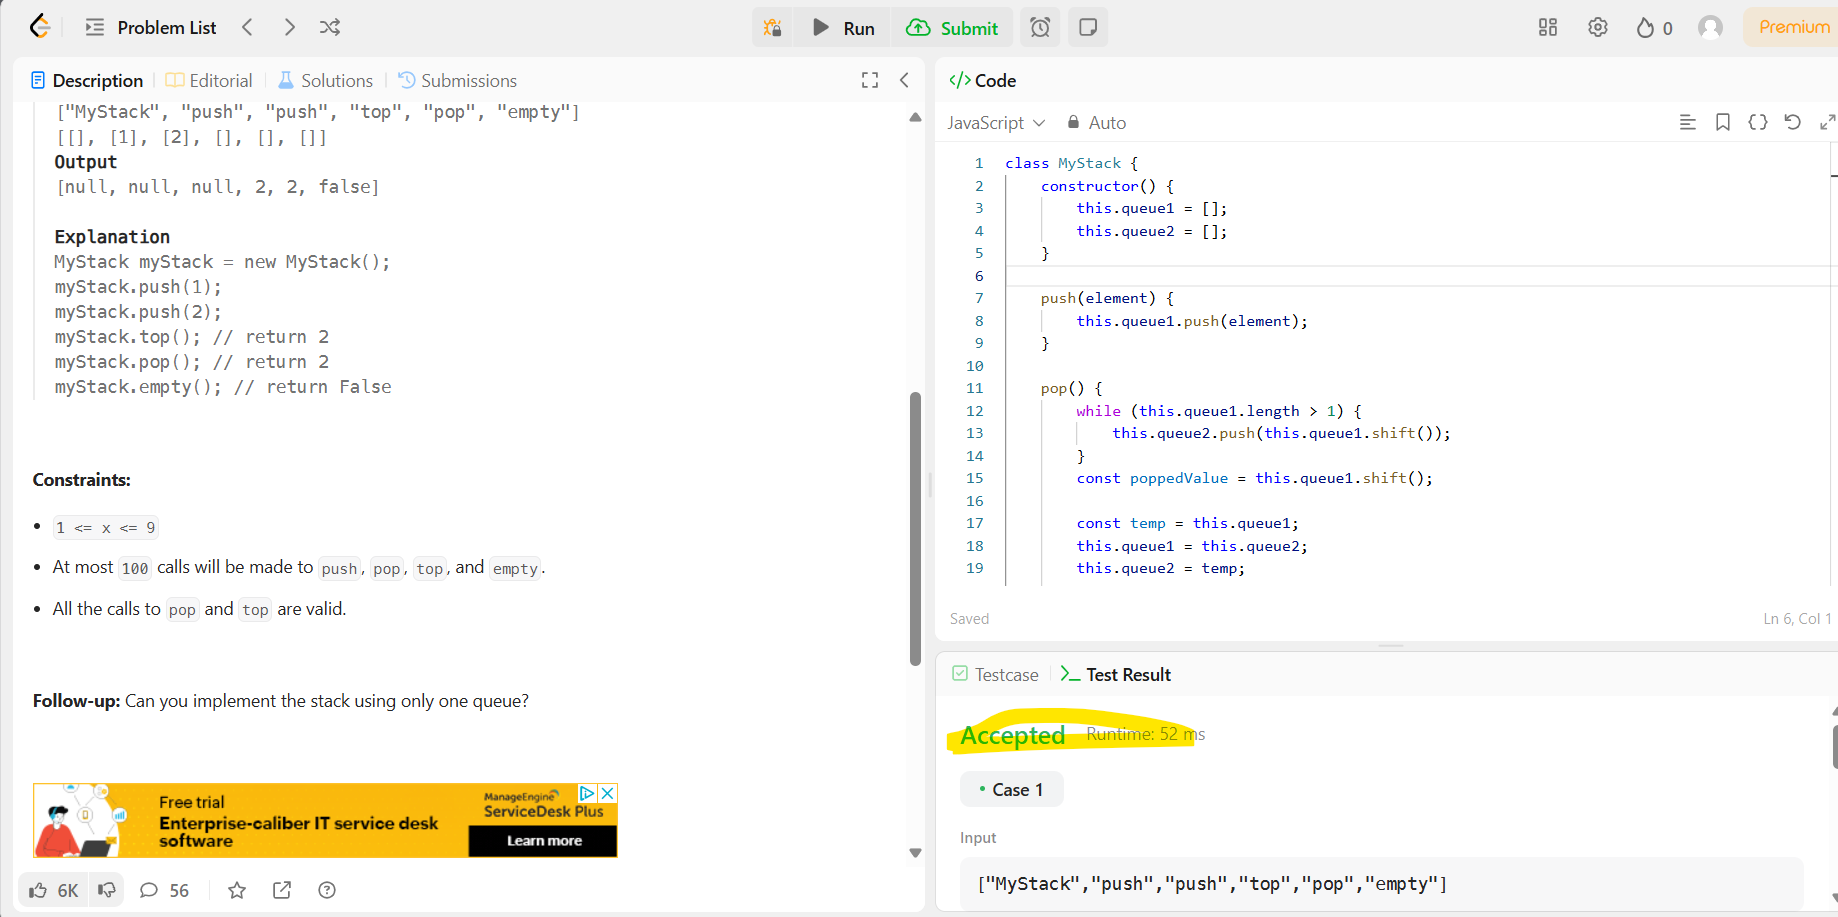 Problem List
Run
Submit
0
Premium
Description
Editorial
Solutions
Submissions
["MyStack", "push", "push", "top", "pop", "empty"]
[[], [1], [2], [], [], []]
Output
[null, null, null, 2, 2, false]
Explanation
MyStack myStack = new MyStack();
myStack.push(1);
myStack.push(2);
myStack.top(); // return 2
myStack.pop(); // return 2
myStack.empty(); // return False
Constraints:
• 1 <= x <= 9
• At most 100 calls will be made to push, pop, top, and empty.
• All the calls to pop and top are valid.
Follow-up: Can you implement the stack using only one queue?
Free trial
Enterprise-caliber IT service desk
software
ManageEngine
ServiceDesk Plus
Learn more
6K
56
</> Code
JavaScript
Auto
1 class MyStack {
2 constructor() {
3 this.queue1 = [];
4 this.queue2 = [];
5 }
6
7 push(element) {
8 this.queue1.push(element);
9 }
10
11 pop() {
12 while (this.queue1.length > 1) {
13 this.queue2.push(this.queue1.shift());
14 }
15 const poppedValue = this.queue1.shift();
16
17 const temp = this.queue1;
18 this.queue1 = this.queue2;
19 this.queue2 = temp;
Saved
Ln 6, Col 1
Testcase
Test Result
Accepted
Runtime: 52 ms
• Case 1
Input
["MyStack","push","push","top","pop","empty"]